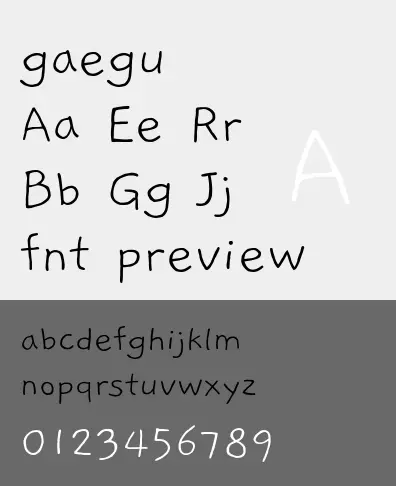 gaegu
Aa Ee Rr
A
Bb Gg Jj
fnt preview
abcdefghijklm
nopqrstuvwxyz
0123456789